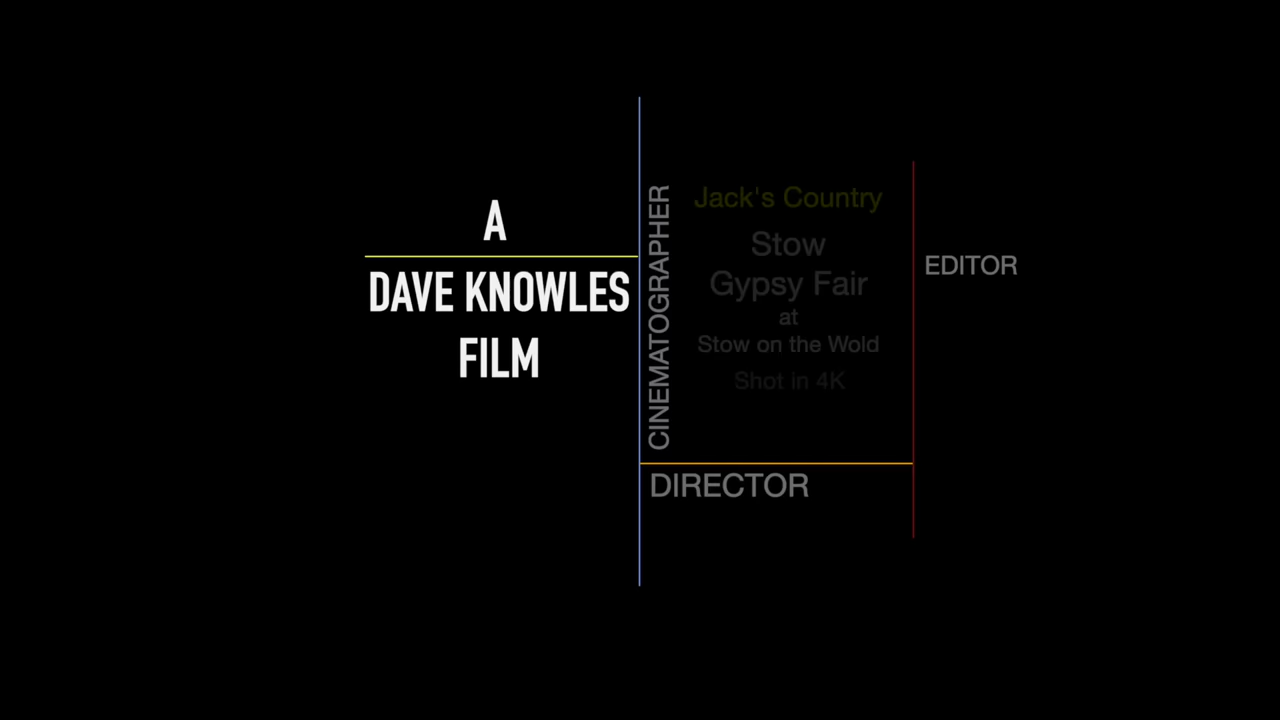 A
DAVE KNOWLES
FILM
CINEMATOGRAPHER
Jack's Country
Stow
Gypsy Fair
at
Stow on the Wold
Shot in 4K
DIRECTOR
EDITOR